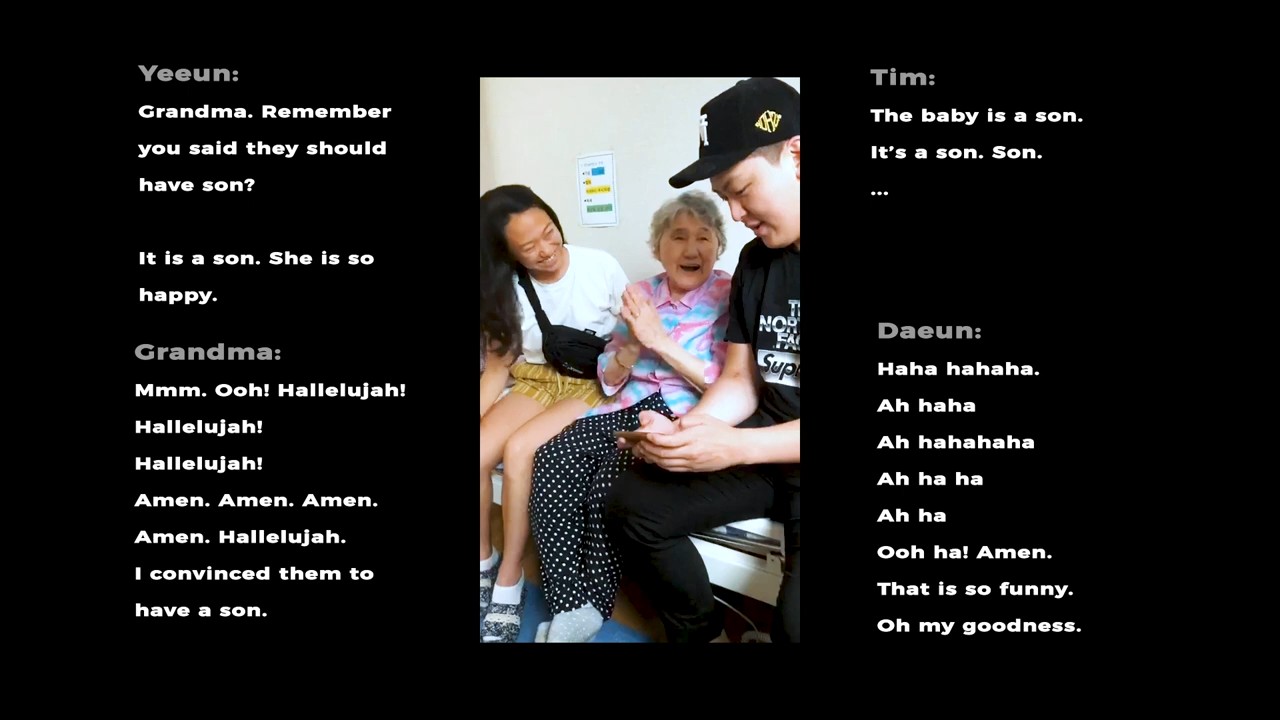 Yeeun:
Grandma. Remember
you said they should
have son?
It is a son. She is so
happy.
Grandma:
Mmm. Ooh! Hallelujah!
Hallelujah!
Hallelujah!
Amen. Amen. Amen.
Amen. Hallelujah.
I convinced them to
have a son.
Tim:
The baby is a son.
It’s a son. Son.
...
Daeun:
Haha hahaha.
Ah haha
Ah hahahaha
Ah ha ha
Ah ha
Ooh ha! Amen.
That is so funny.
Oh my goodness.